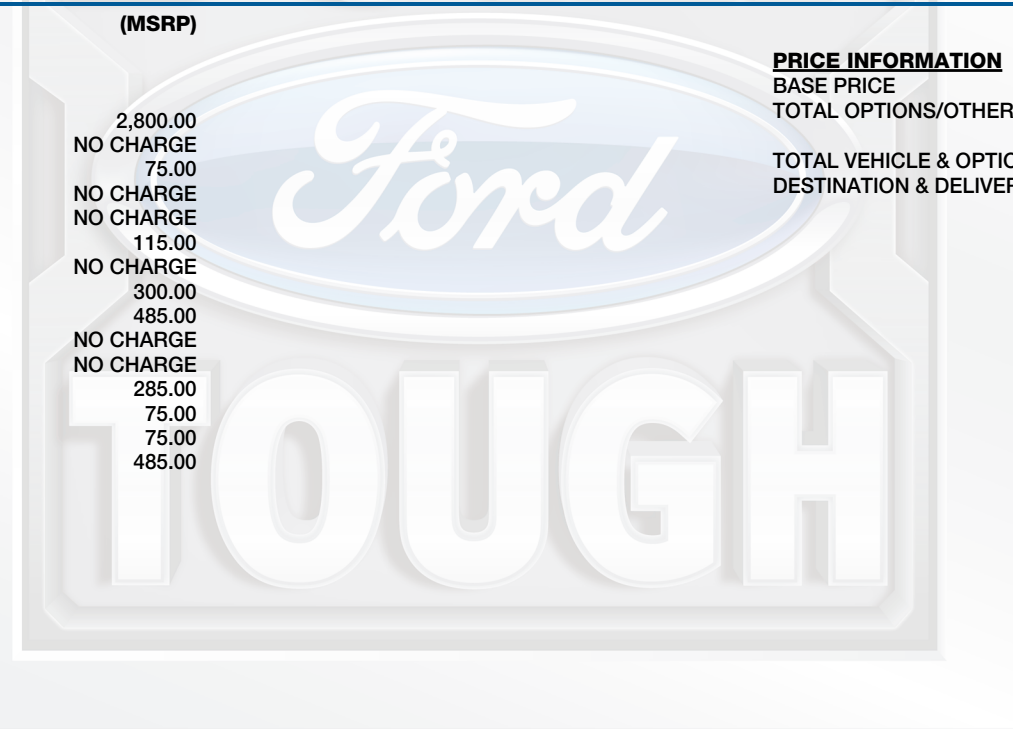 (MSRP)
2,800.00
NO CHARGE
75.00
NO CHARGE
NO CHARGE
115.00
NO CHARGE
300.00
485.00
NO CHARGE
NO CHARGE
285.00
75.00
75.00
485.00
PRICE INFORMATION
BASE PRICE
TOTAL OPTIONS/OTHER
TOTAL VEHICLE & OPTIO
DESTINATION & DELIVER
Ford
TOUGH